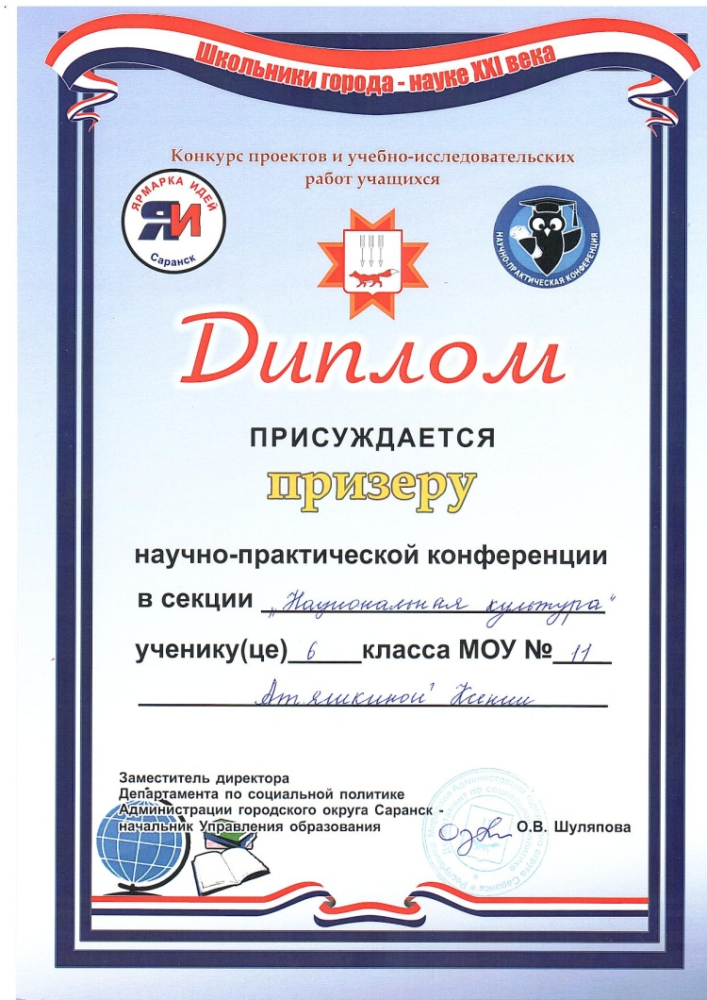 Школьники города - науке XXI века
Конкурс проектов и учебно-исследовательских
работ учащихся
ЯРМАРКА ИДЕЙ
ЯИ
Саранск
НАУЧНО-ПРАКТИЧЕСКАЯ КОНФЕРЕНЦИЯ
Диплом
ПРИСУЖДАЕТСЯ
призеру
научно-практической конференции
в секции „Национальная культура“
ученику(це) 6 класса МОУ № 11
Атяшкиной Ксении
Заместитель директора
Департамента по социальной политике
Администрации городского округа Саранск -
начальник Управления образования
О.В. Шуляпова